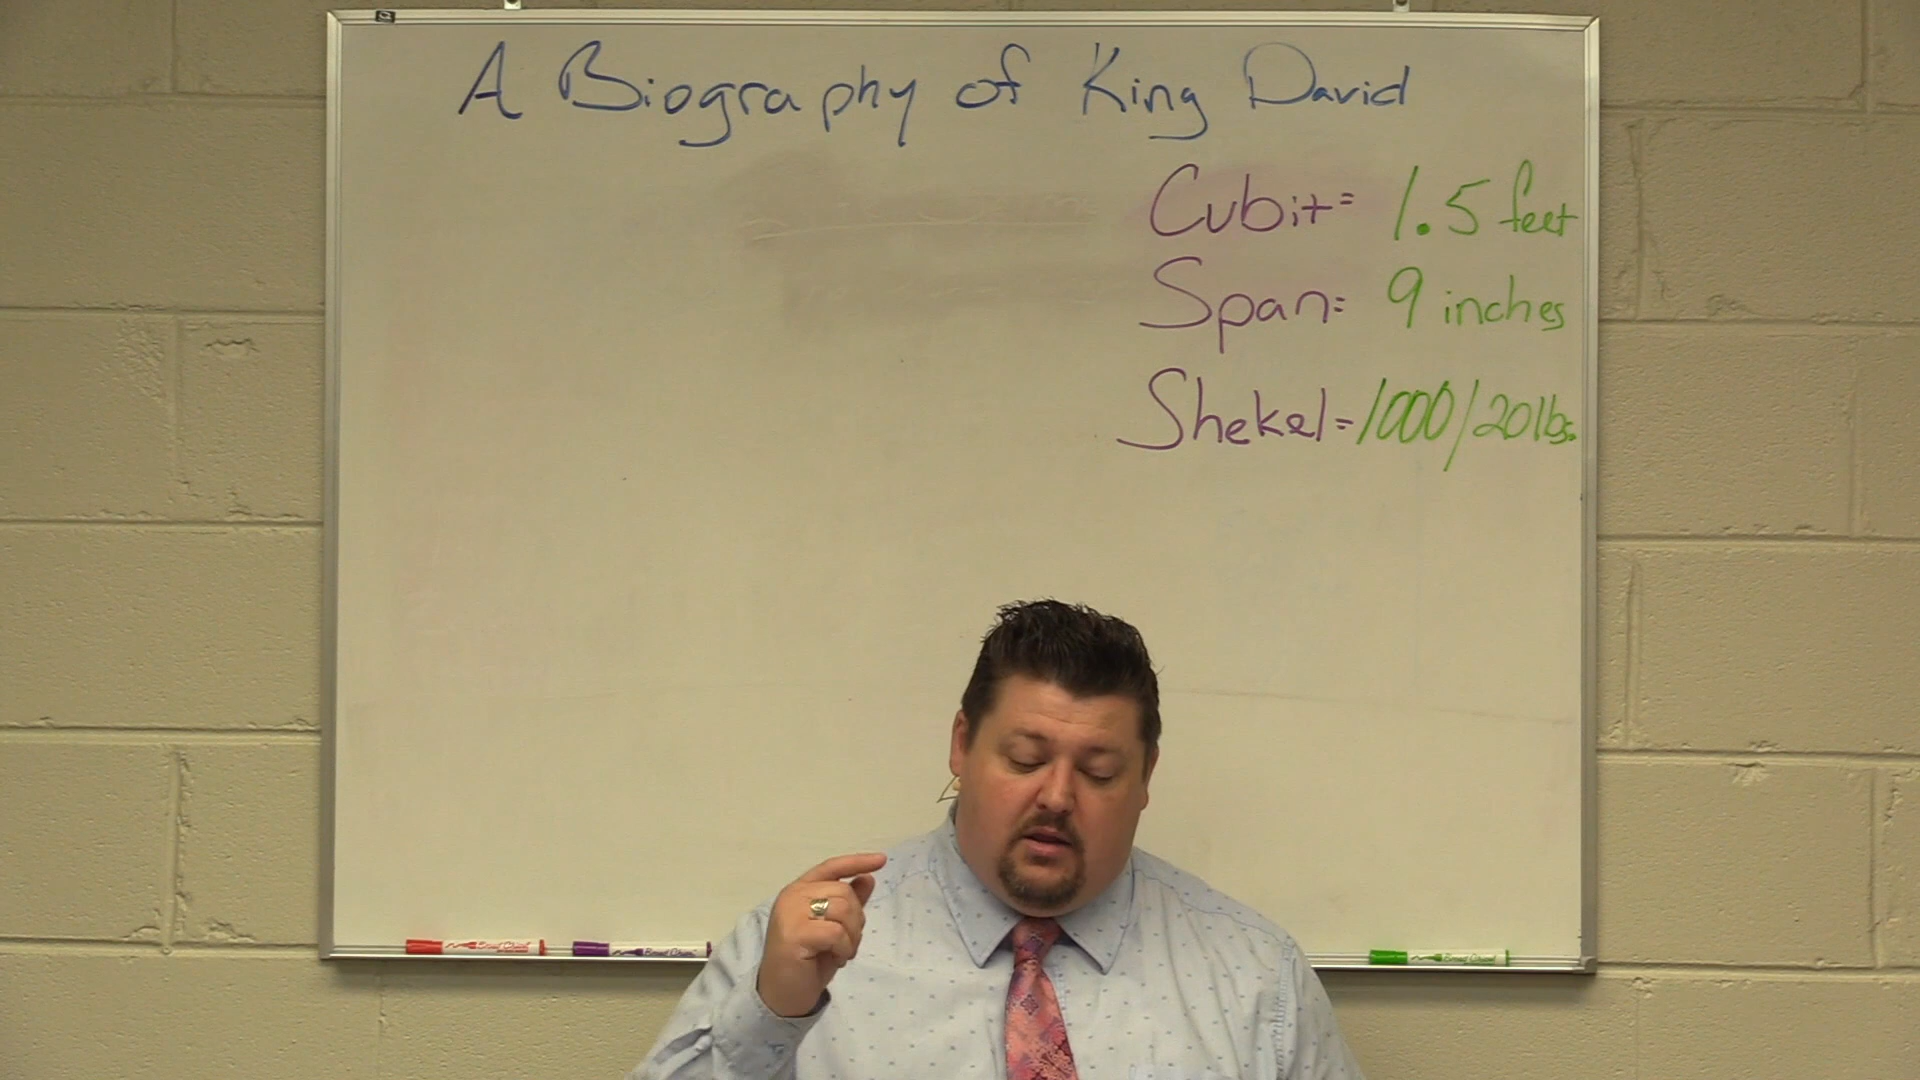 A Biography of King David
Cubit= 1.5 feet
Span= 9 inches
Shekel=1000/20lbs.